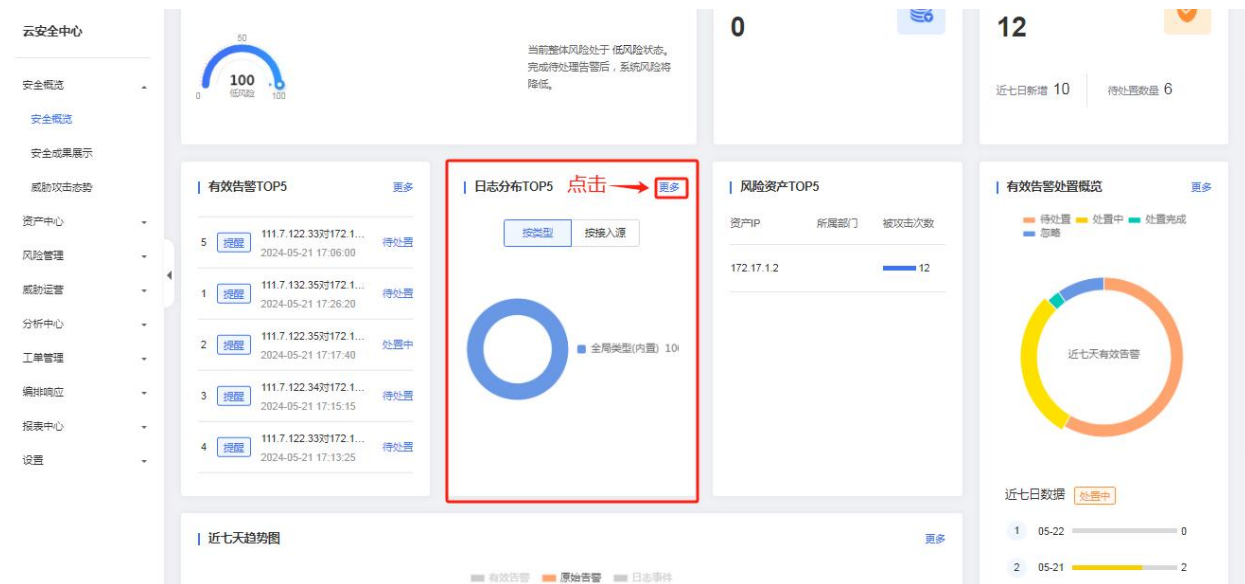 云安全中心
安全概览
安全概览
安全成果展示
威胁攻击态势
资产中心
风险管理
威胁运营
分析中心
工单管理
编排响应
报表中心
设置
50
100
低风险
0
100
当前整体风险处于 低风险状态。
完成待处理告警后，系统风险将
降低。
0
12
近七日新增 10 待处置数量 6
有效告警TOP5 更多
5 提醒 111.7.122.33对172.1... 待处置
2024-05-21 17:06:00
1 提醒 111.7.132.35对172.1... 待处置
2024-05-21 17:26:20
2 提醒 111.7.122.35对172.1... 处置中
2024-05-21 17:17:40
3 提醒 111.7.122.34对172.1... 待处置
2024-05-21 17:15:15
4 提醒 111.7.122.33对172.1... 待处置
2024-05-21 17:13:25
日志分布TOP5 点击 更多
按类型 按接入源
全局类型(内置) 10
风险资产TOP5
资产IP 所属部门 被攻击次数
172.17.1.2 12
有效告警处置概览 更多
待处置 处置中 处置完成
忽略
近七天有效告警
近七日数据 处置中
1 05-22 0
2 05-21 2
近七天趋势图 更多
有效告警 原始告警 日志事件